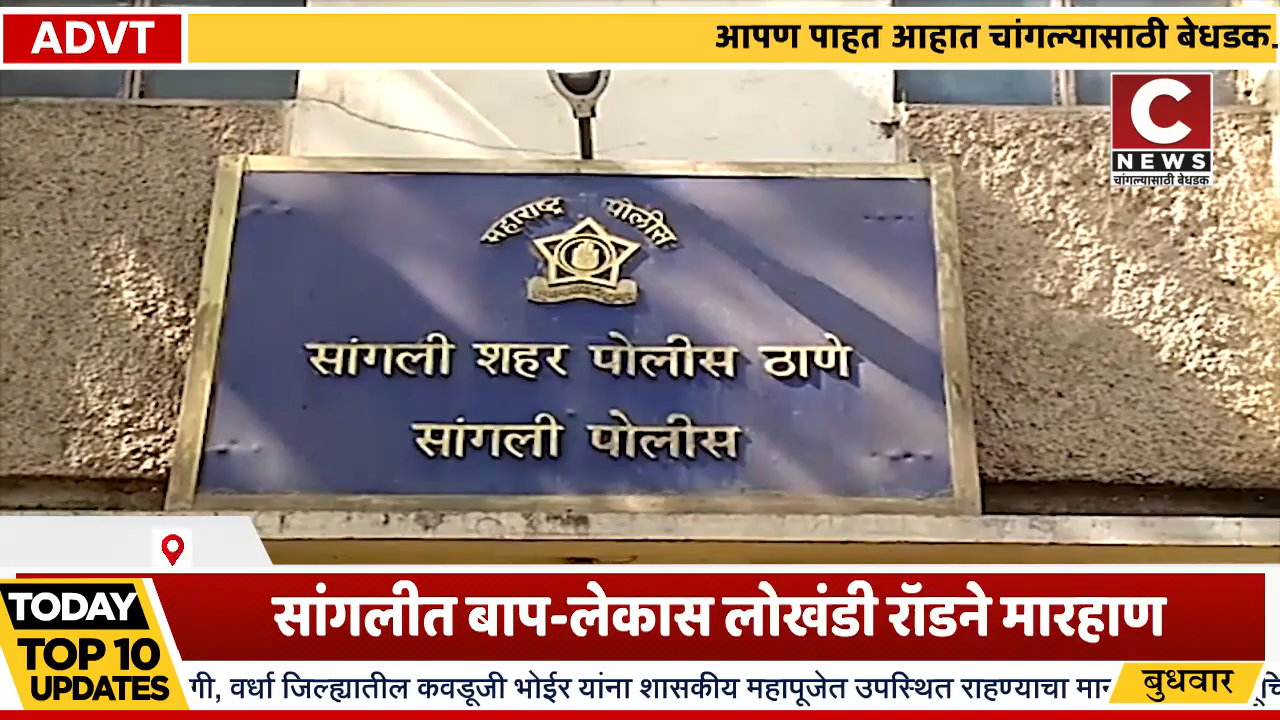 ADVT
आपण पाहत आहात चांगल्यासाठी बेधडक.
C
NEWS
चांगल्यासाठी बेधडक
महाराष्ट्र पोलीस
सांगली शहर पोलीस ठाणे
सांगली पोलीस
TODAY
TOP 10
UPDATES
सांगलीत बाप-लेकास लोखंडी रॉडने मारहाण
गी, वर्धा जिल्ह्यातील कवडूजी भोईर यांना शासकीय महापूजेत उपस्थित राहण्याचा
बुधवार